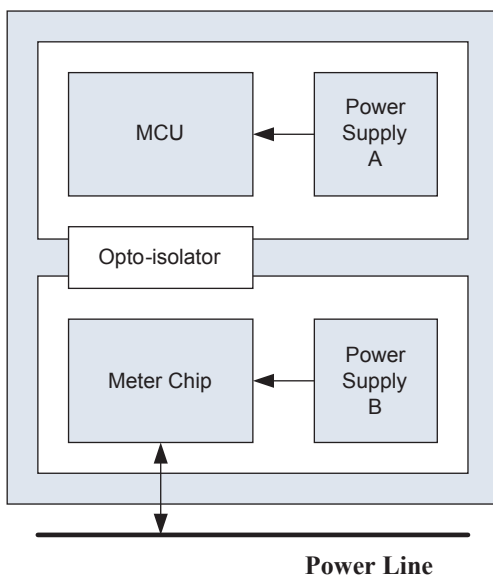 MCU
Power
Supply
A
Opto-isolator
Meter Chip
Power
Supply
B
Power Line